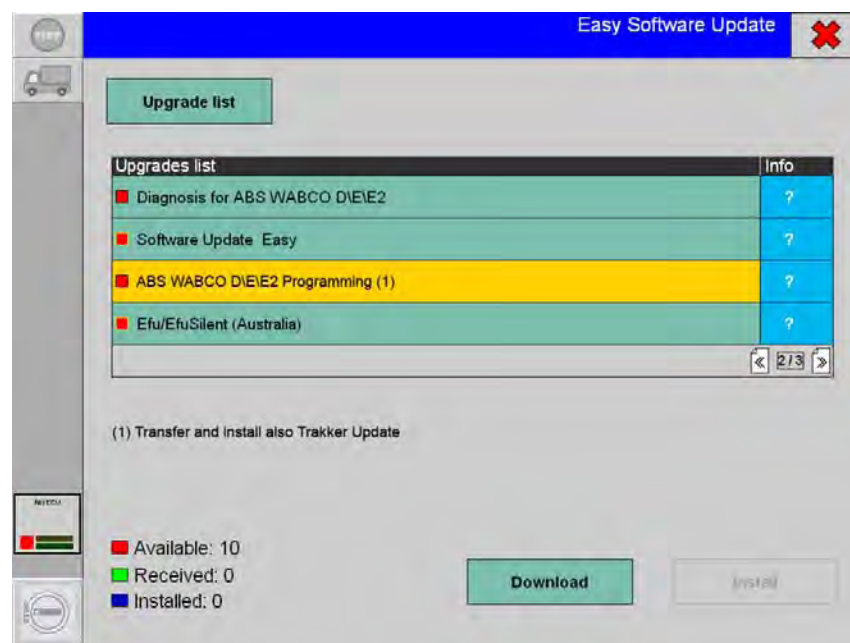 Easy Software Update
Upgrade list
Upgrades list Info
Diagnosis for ABS WABCO D\E\E2 ?
Software Update Easy ?
ABS WABCO D\E\E2 Programming (1) ?
Efu/EfuSilent (Australia) ?
2/3
(1) Transfer and install also Trakker Update
Available: 10
Received: 0
Installed: 0
Download
Install